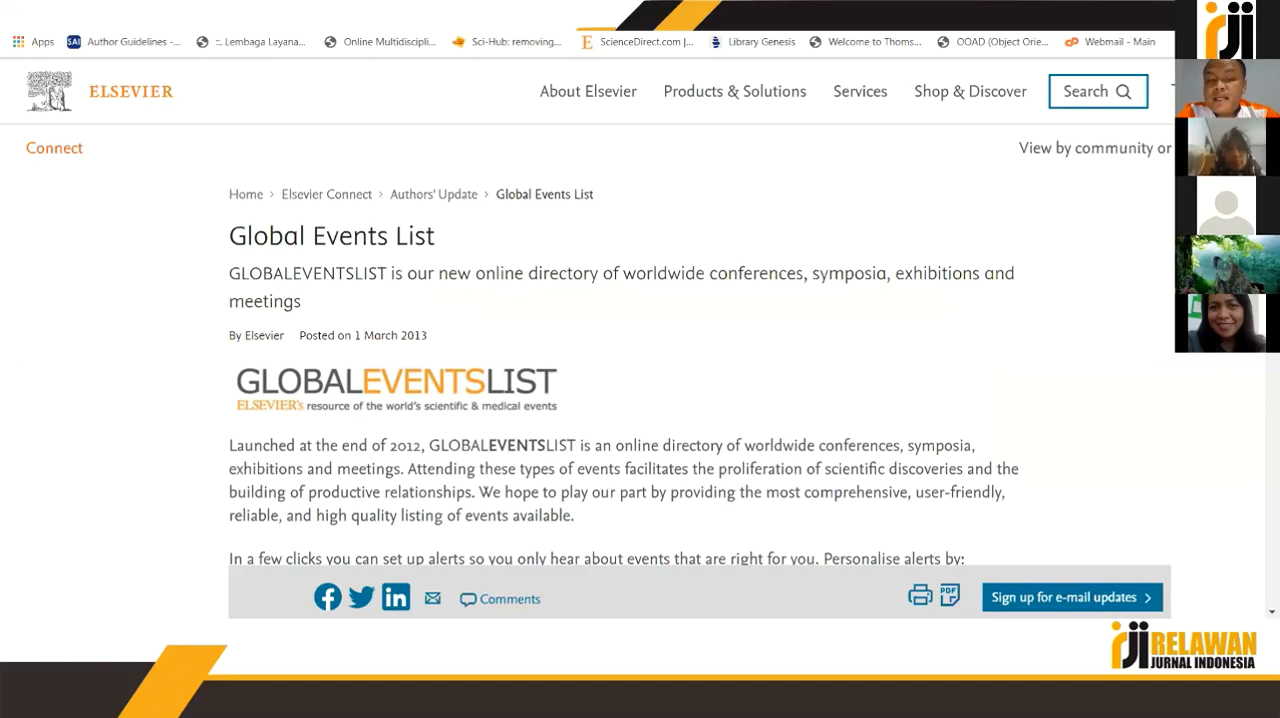 Apps
Author Guidelines -...
::. Lembaga Layana...
Online Multidiscipli...
Sci-Hub: removing...
ScienceDirect.com |...
Library Genesis
Welcome to Thoms...
OOAD (Object Orie...
Webmail - Main
SAI
ELSEVIER
About Elsevier
Products & Solutions
Services
Shop & Discover
Search
Connect
View by community or
Home > Elsevier Connect > Authors' Update > Global Events List
Global Events List
GLOBALEVENTSLIST is our new online directory of worldwide conferences, symposia, exhibitions and
meetings
By Elsevier Posted on 1 March 2013
GLOBALEVENTSLIST
ELSEVIER's resource of the world's scientific & medical events
Launched at the end of 2012, GLOBALEVENTSLIST is an online directory of worldwide conferences, symposia,
exhibitions and meetings. Attending these types of events facilitates the proliferation of scientific discoveries and the
building of productive relationships. We hope to play our part by providing the most comprehensive, user-friendly,
reliable, and high quality listing of events available.
In a few clicks you can set up alerts so you only hear about events that are right for you. Personalise alerts by:
Comments
PDF
Sign up for e-mail updates >
rji RELAWAN
JURNAL INDONESIA
rji